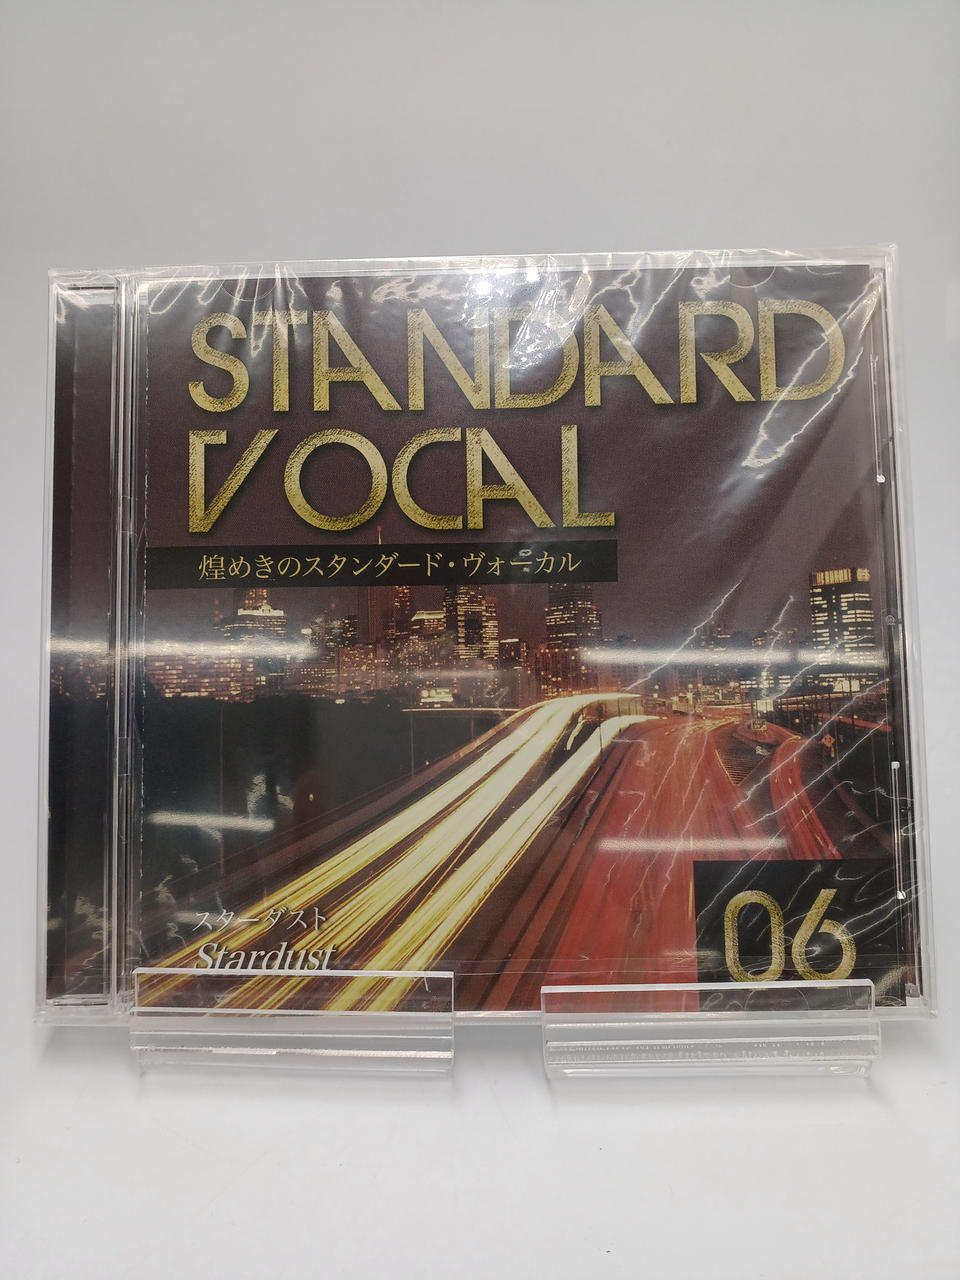 STANDARD
VOCAL
煌めきのスタンダード・ヴォーカル
スターダスト
Stardust
06